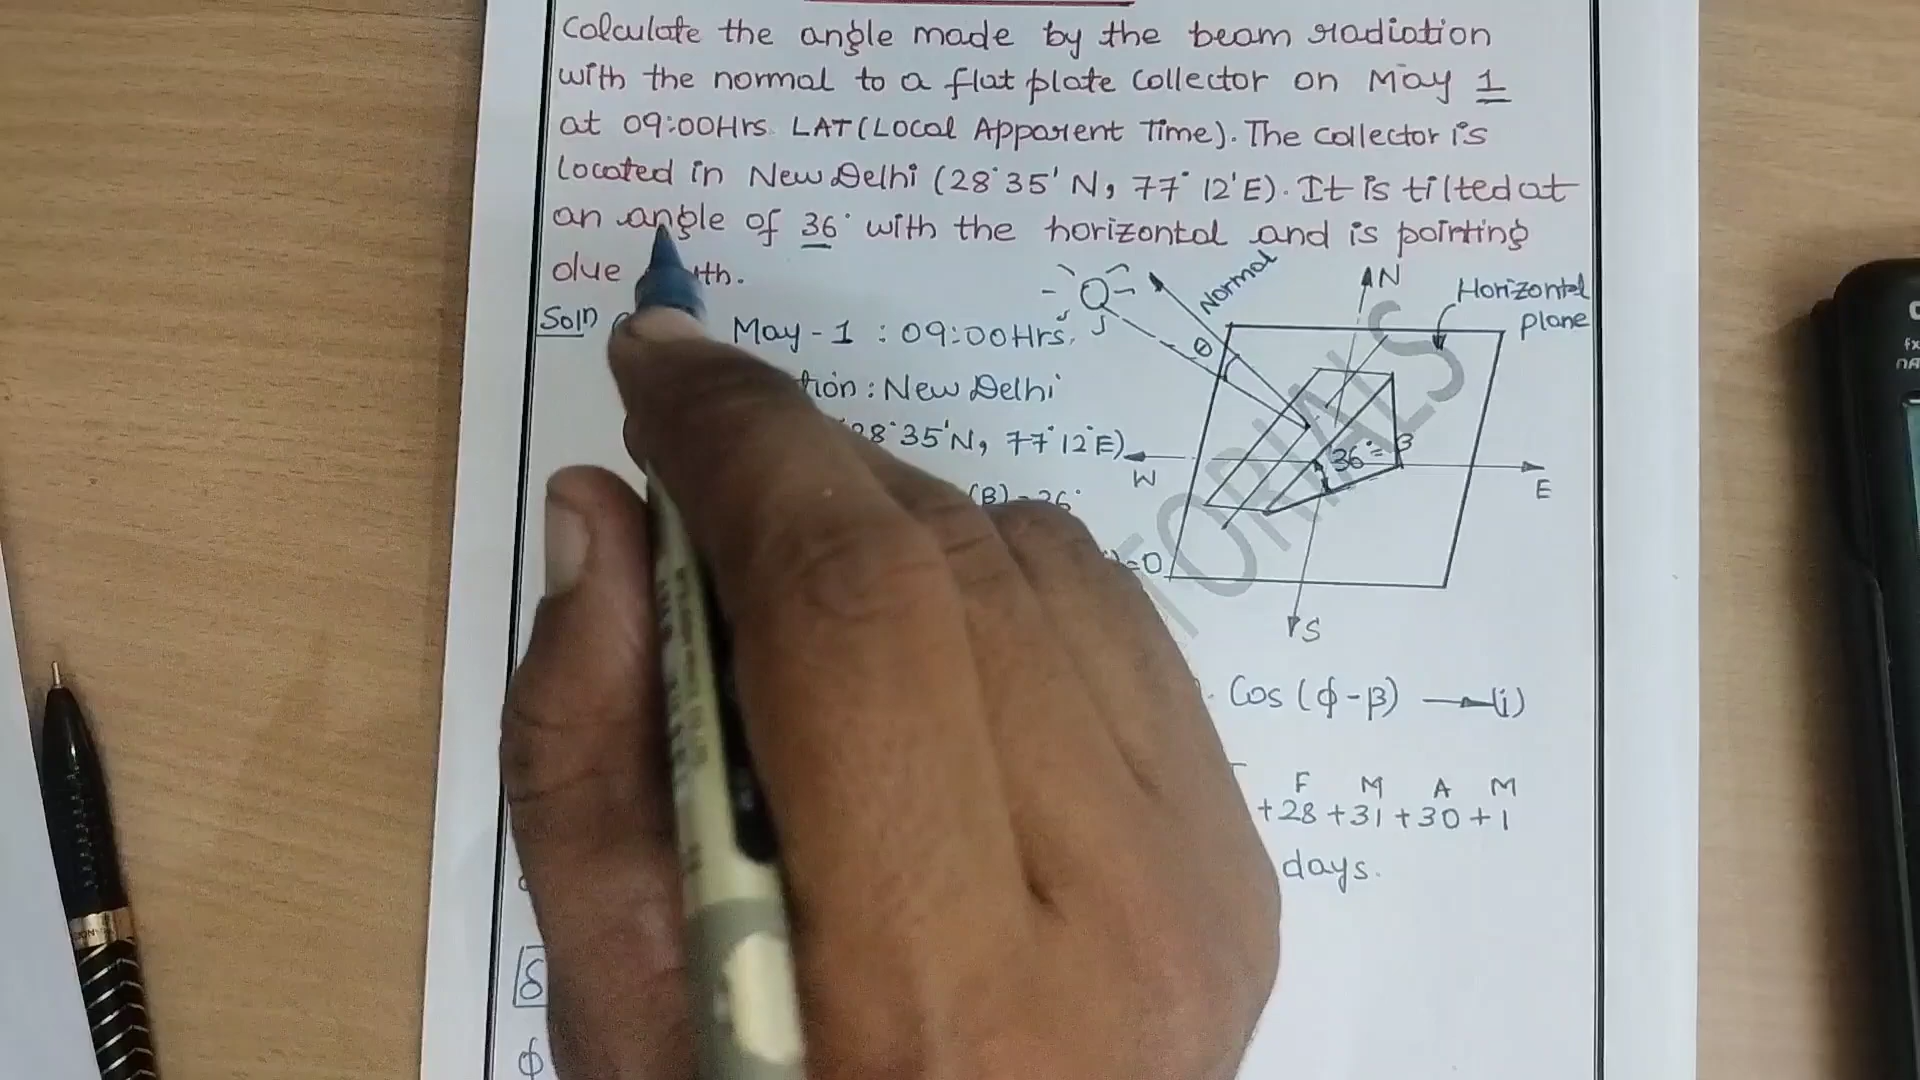 Calculate the angle made by the beam radiation
with the normal to a flat plate collector on May 1
at 09:00Hrs. LAT (Local Apparent Time). The collector is
located in New Delhi (28°35' N, 77° 12' E). It is tilted at
an angle of 36° with the horizontal and is pointing
due
Soln
May-1 : 09:00Hrs.
: New Delhi
28°35'N, 77°12'E)
Normal
N
Horizontal
plane
θ
36° = β
W
E
S
=0
Cos (φ-β) → (i)
F M A M
+28 +31 +30 +1
days.
δ
φ
TORIALS